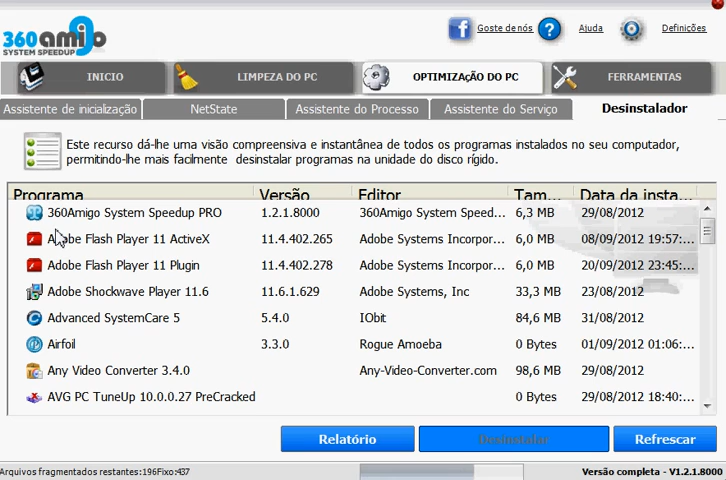 360amigo
SYSTEM SPEEDUP
Goste de nós
Ajuda
Definições
INICIO
LIMPEZA DO PC
OPTIMIZAÇÃO DO PC
FERRAMENTAS
Assistente de inicialização
NetState
Assistente do Processo
Assistente do Serviço
Desinstalador
Este recurso dá-lhe uma visão compreensiva e instantânea de todos os programas instalados no seu computador,
permitindo-lhe mais facilmente desinstalar programas na unidade do disco rígido.
Programa Versão Editor Tam... Data da insta...
360Amigo System Speedup PRO 1.2.1.8000 360Amigo System Speed... 6,3 MB 29/08/2012
Adobe Flash Player 11 ActiveX 11.4.402.265 Adobe Systems Incorpor... 6,0 MB 08/09/2012 19:57:...
Adobe Flash Player 11 Plugin 11.4.402.278 Adobe Systems Incorpor... 6,0 MB 20/09/2012 23:45:...
Adobe Shockwave Player 11.6 11.6.1.629 Adobe Systems, Inc 33,3 MB 23/08/2012
Advanced SystemCare 5 5.4.0 IObit 84,6 MB 31/08/2012
Airfoil 3.3.0 Rogue Amoeba 0 Bytes 01/09/2012 01:06:...
Any Video Converter 3.4.0 Any-Video-Converter.com 98,6 MB 29/08/2012
AVG PC TuneUp 10.0.0.27 PreCracked 0 Bytes 29/08/2012 18:40:...
Relatório
Desinstalar
Refrescar
Arquivos fragmentados restantes:196Fixo:437
Versão completa - V1.2.1.8000